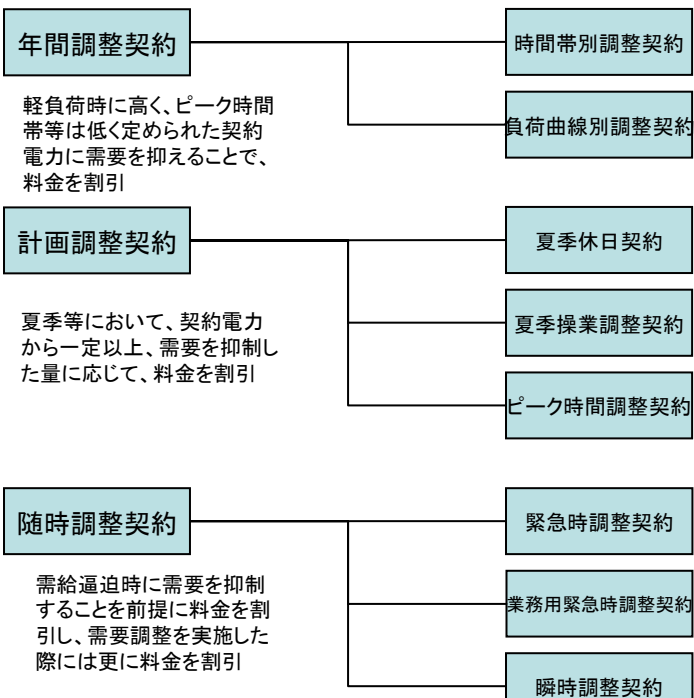 年間調整契約
時間帯別調整契約
軽負荷時に高く、ピーク時間
帯等は低く定められた契約
電力に需要を抑えることで、
料金を割引
負荷曲線別調整契約
計画調整契約
夏季休日契約
夏季等において、契約電力
から一定以上、需要を抑制し
た量に応じて、料金を割引
夏季操業調整契約
ピーク時間調整契約
随時調整契約
緊急時調整契約
需給逼迫時に需要を抑制
することを前提に料金を割
引し、需要調整を実施した
際には更に料金を割引
業務用緊急時調整契約
瞬時調整契約